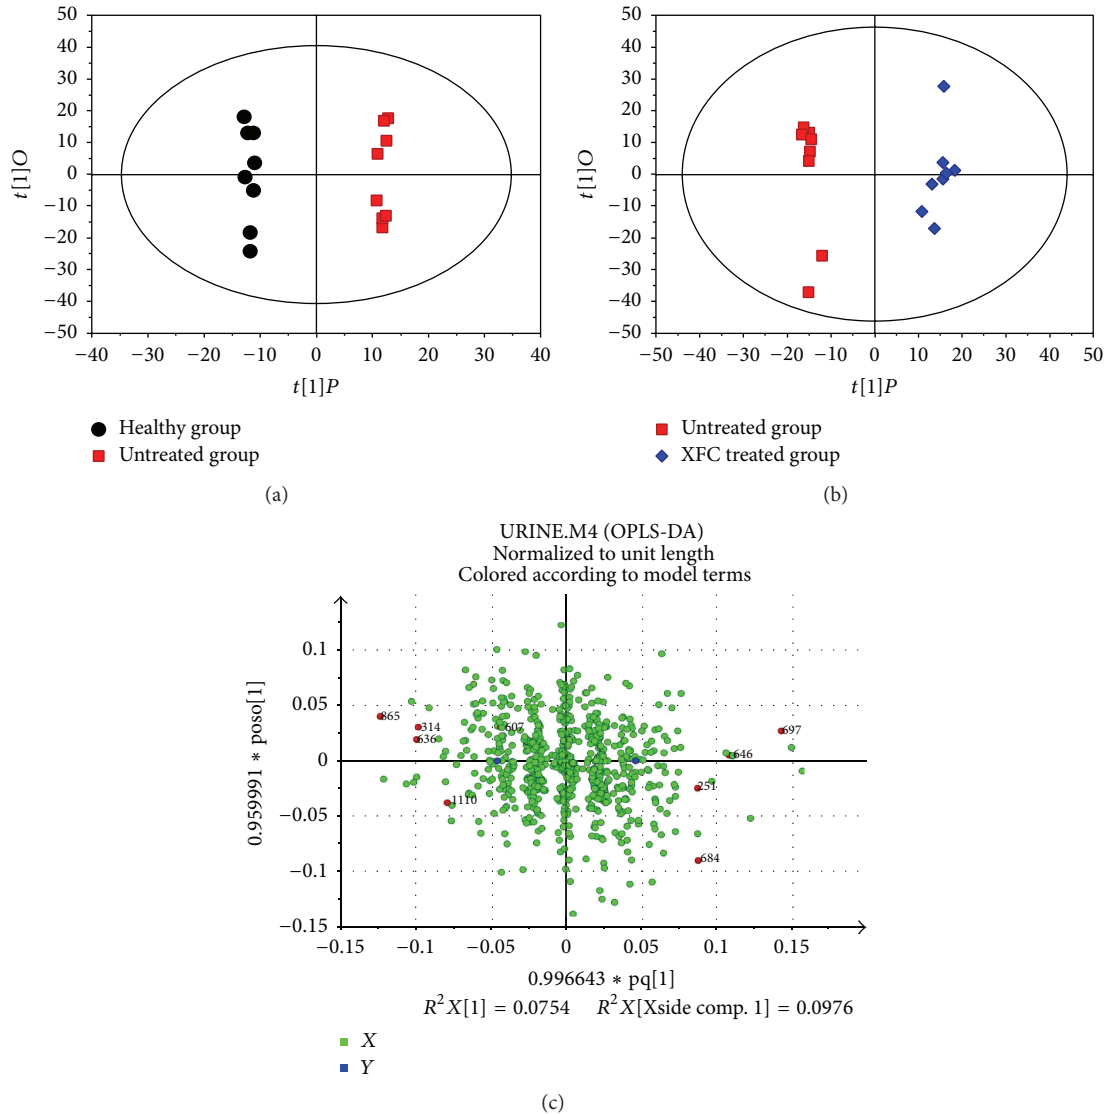 50
40
30
20
10
0
−10
−20
−30
−40
−50
t[1]O
−40 −30 −20 −10 0 10 20 30 40
t[1]P
Healthy group
Untreated group
(a)
50
40
30
20
10
0
−10
−20
−30
−40
−50
t[1]O
−50 −40 −30 −20 −10 0 10 20 30 40 50
t[1]P
Untreated group
XFC treated group
(b)
URINE.M4 (OPLS-DA)
Normalized to unit length
Colored according to model terms
0.1
0.05
0
−0.05
−0.1
−0.15
0.959991 * poso[1]
865
314
636
607
1110
697
646
251
684
−0.15 −0.1 −0.05 0 0.05 0.1 0.15
0.996643 * pq[1]
R²X[1] = 0.0754 R²X[Xside comp. 1] = 0.0976
X
Y
(c)